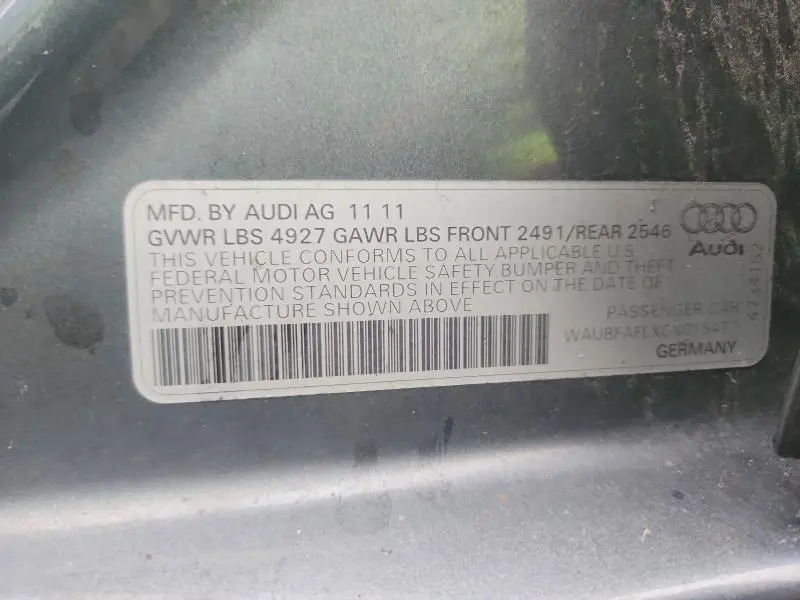 MFD. BY AUDI AG 11 11
GVWR LBS 4927 GAWR LBS FRONT 2491/REAR 2546
THIS VEHICLE CONFORMS TO ALL APPLICABLE U.S.
FEDERAL MOTOR VEHICLE SAFETY, BUMPER AND THEFT
PREVENTION STANDARDS IN EFFECT ON THE DATE OF
MANUFACTURE SHOWN ABOVE
Audi
PASSENGER CAR
GERMANY